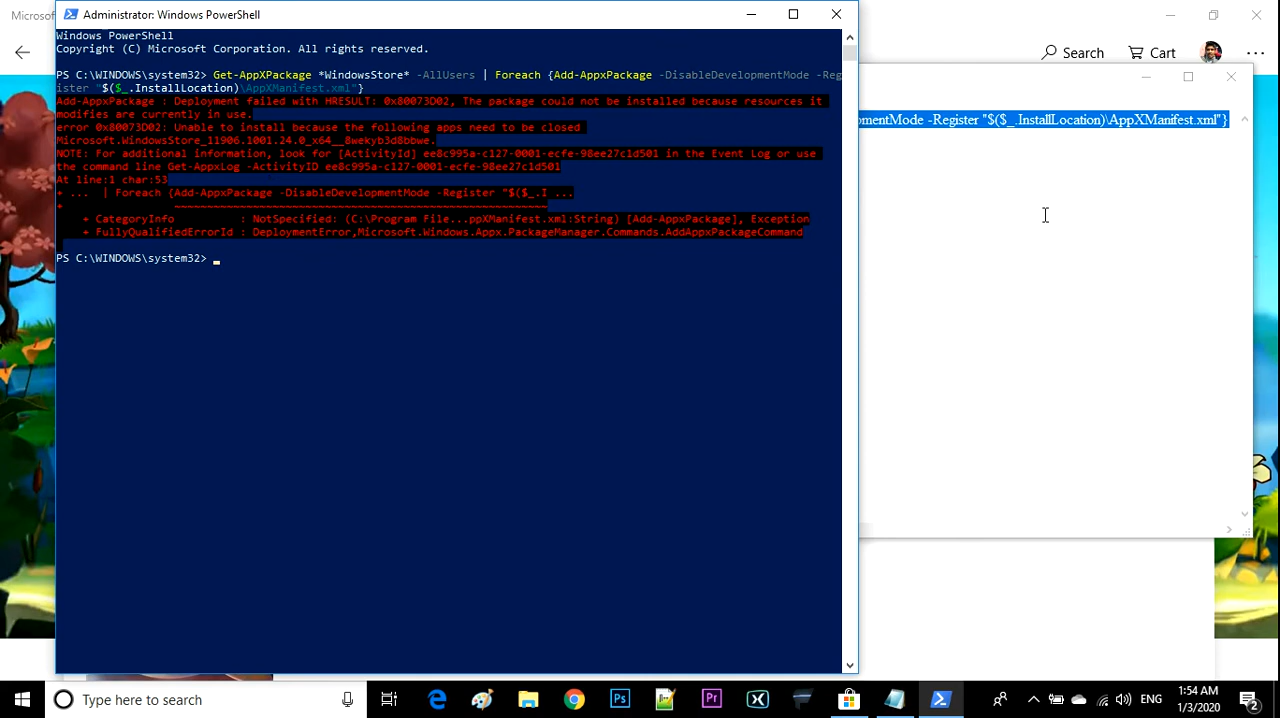 Microsof
Administrator: Windows PowerShell
Search
Cart
Windows PowerShell
Copyright (C) Microsoft Corporation. All rights reserved.
PS C:\WINDOWS\system32> Get-AppXPackage *WindowsStore* -AllUsers | Foreach {Add-AppxPackage -DisableDevelopmentMode -Reg
ister "$($_.InstallLocation)\AppXManifest.xml"}
Add-AppxPackage : Deployment failed with HRESULT: 0x80073D02, The package could not be installed because resources it
modifies are currently in use.
error 0x80073D02: Unable to install because the following apps need to be closed
Microsoft.WindowsStore_11906.1001.24.0_x64__8wekyb3d8bbwe.
NOTE: For additional information, look for [ActivityId] ee8c995a-c127-0001-ecfe-98ee27c1d501 in the Event Log or use
the command line Get-AppxLog -ActivityID ee8c995a-c127-0001-ecfe-98ee27c1d501
At line:1 char:53
+ ... | Foreach {Add-AppxPackage -DisableDevelopmentMode -Register "$($_.I ...
+ ~~~~~~~~~~~~~~~~~~~~~~~~~~~~~~~~~~~~~~~~~~~~~~~~~~~~~~~~~
+ CategoryInfo : NotSpecified: (C:\Program File...ppXManifest.xml:String) [Add-AppxPackage], Exception
+ FullyQualifiedErrorId : DeploymentError,Microsoft.Windows.Appx.PackageManager.Commands.AddAppxPackageCommand
PS C:\WINDOWS\system32>
pmentMode -Register "$($_.InstallLocation)\AppXManifest.xml"}
Type here to search
Ps
Pr
ENG
1:54 AM
1/3/2020
2